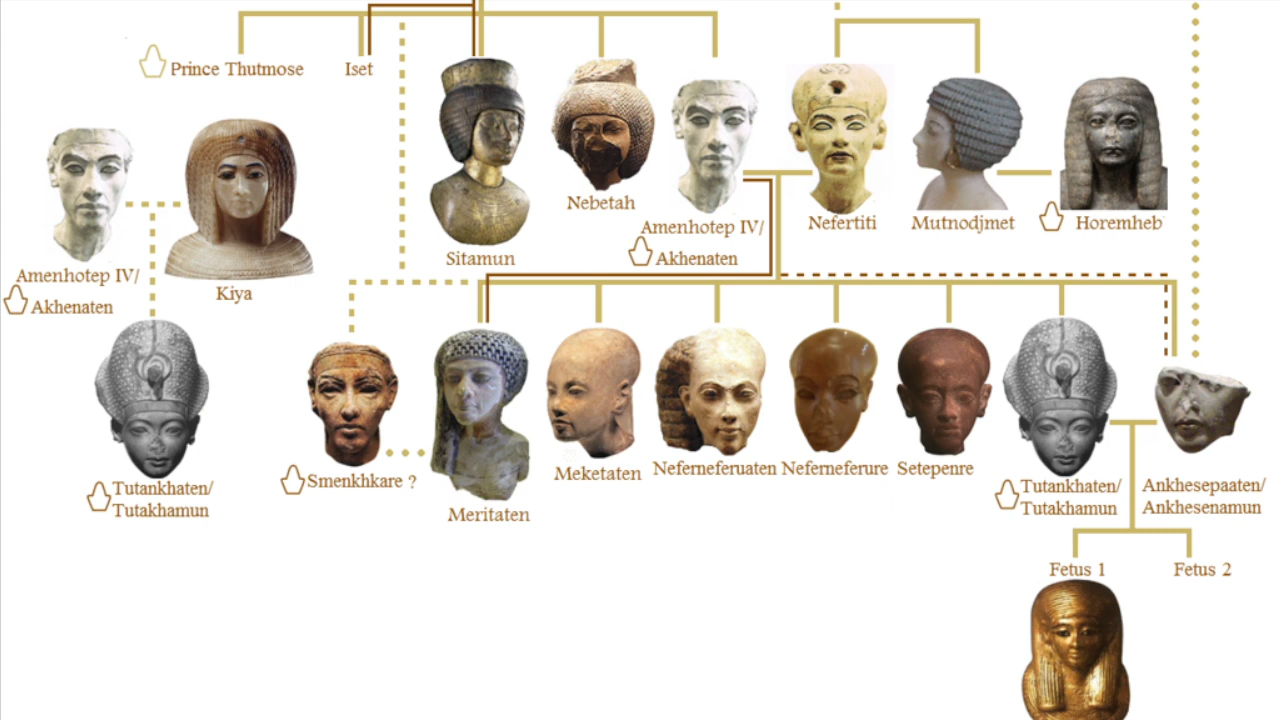 Prince Thutmose
Iset
Nebetah
Amenhotep IV/
Akhenaten
Nefertiti
Mutnodjmet
Horemheb
Sitamun
Amenhotep IV/
Akhenaten
Kiya
Tutankhaten/
Tutakhamun
Smenkhkare ?
Meritaten
Meketaten
Neferneferuaten
Neferneferure
Setepenre
Tutankhaten/
Tutakhamun
Ankhesepaaten/
Ankhesenamun
Fetus 1
Fetus 2